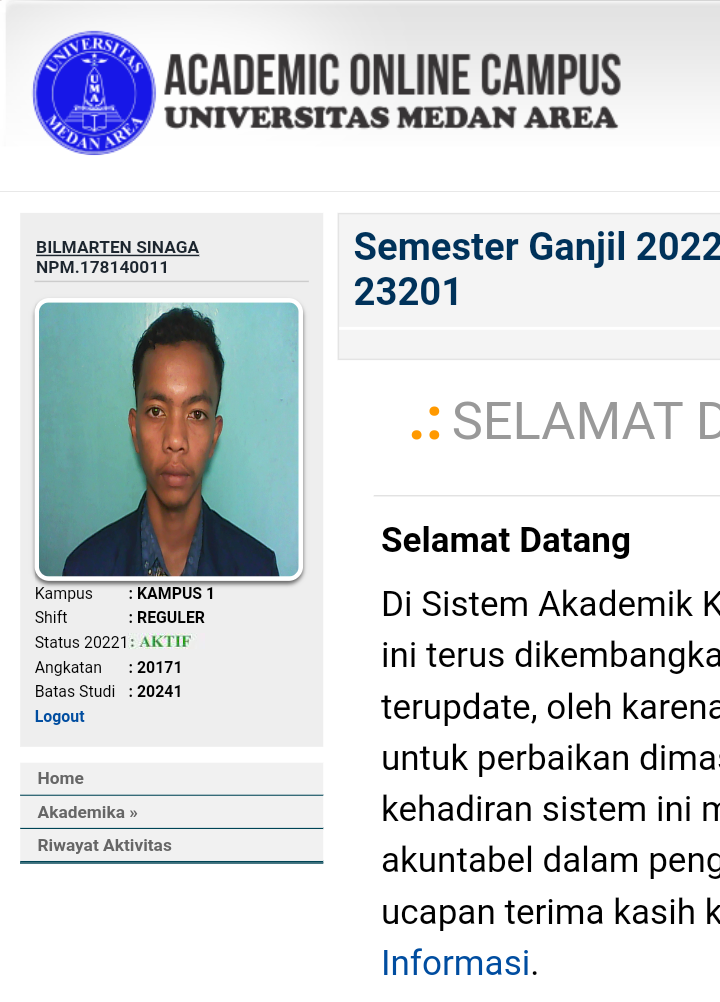 UNIVERSITAS
UMA
MEDAN AREA
ACADEMIC ONLINE CAMPUS
UNIVERSITAS MEDAN AREA
BILMARTEN SINAGA
NPM.178140011
Kampus : KAMPUS 1
Shift : REGULER
Status 20221 : AKTIF
Angkatan : 20171
Batas Studi : 20241
Logout
Home
Akademika »
Riwayat Aktivitas
Semester Ganjil 2022
23201
.:: SELAMAT D
Selamat Datang
Di Sistem Akademik K
ini terus dikembangka
terupdate, oleh karena
untuk perbaikan dimas
kehadiran sistem ini m
akuntabel dalam peng
ucapan terima kasih k
Informasi.